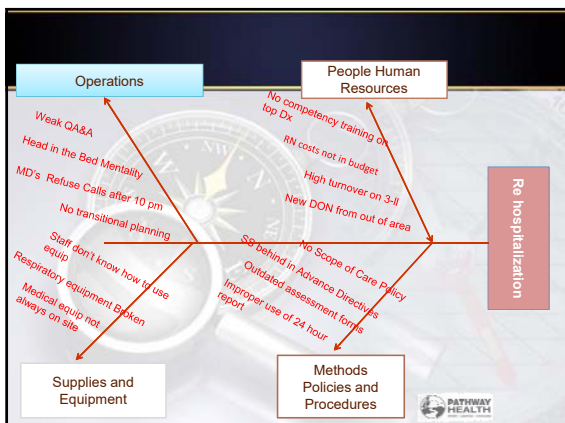 Operations
People Human
Resources
Weak QA&A
Head in the Bed Mentality
MD's Refuse Calls after 10 pm
No transitional planning
No competency training on
top Dx
RN costs not in budget
High turnover on 3-II
New DON from out of area
Re hospitalization
Staff don't know how to use
equip
Respiratory equipment Broken
Medical equip not
always on site
No Scope of Care Policy
SS behind in Advance Directives
Outdated assessment forms
Improper use of 24 hour
report
Supplies and
Equipment
Methods
Policies and
Procedures
PATHWAY
HEALTH